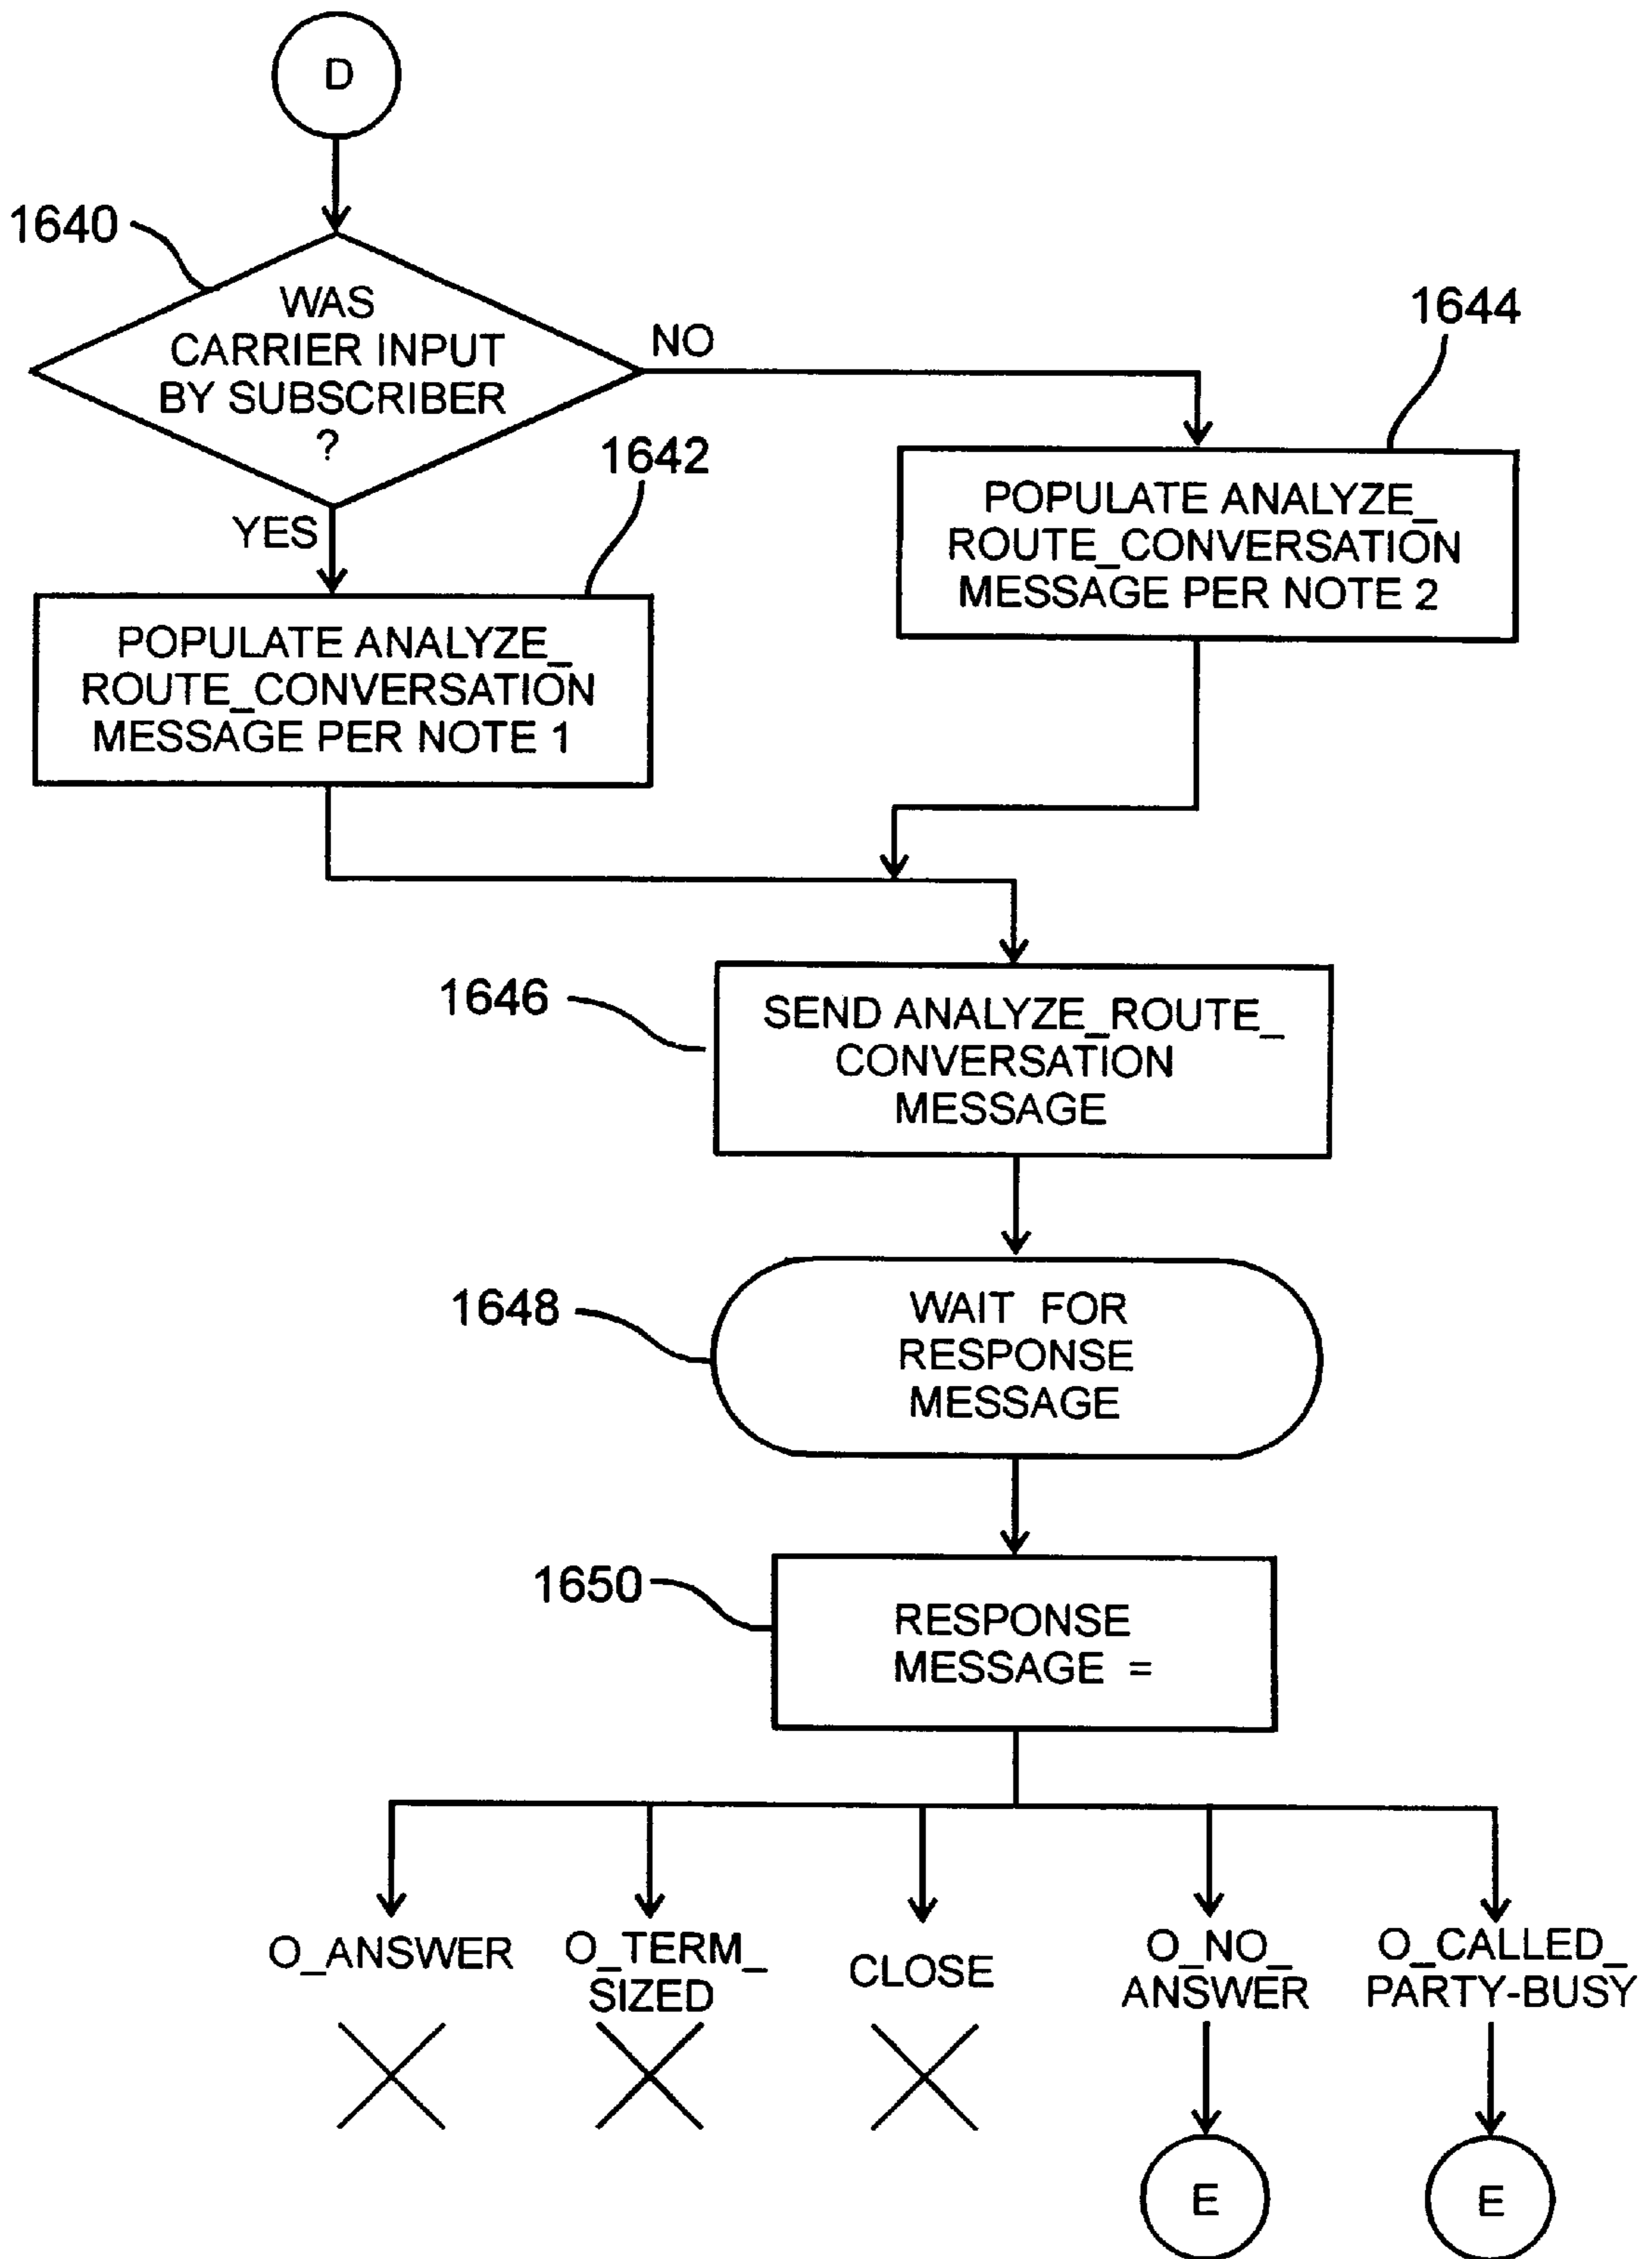 D
1640
WAS
CARRIER INPUT
BY SUBSCRIBER
?
NO
YES
1644
POPULATE ANALYZE_
ROUTE_CONVERSATION
MESSAGE PER NOTE 2
1642
POPULATE ANALYZE_
ROUTE_CONVERSATION
MESSAGE PER NOTE 1
1646
SEND ANALYZE_ROUTE_
CONVERSATION
MESSAGE
1648
WAIT FOR
RESPONSE
MESSAGE
1650
RESPONSE
MESSAGE =
O_ANSWER
O_TERM_
SIZED
CLOSE
O_NO_
ANSWER
O_CALLED_
PARTY-BUSY
E
E